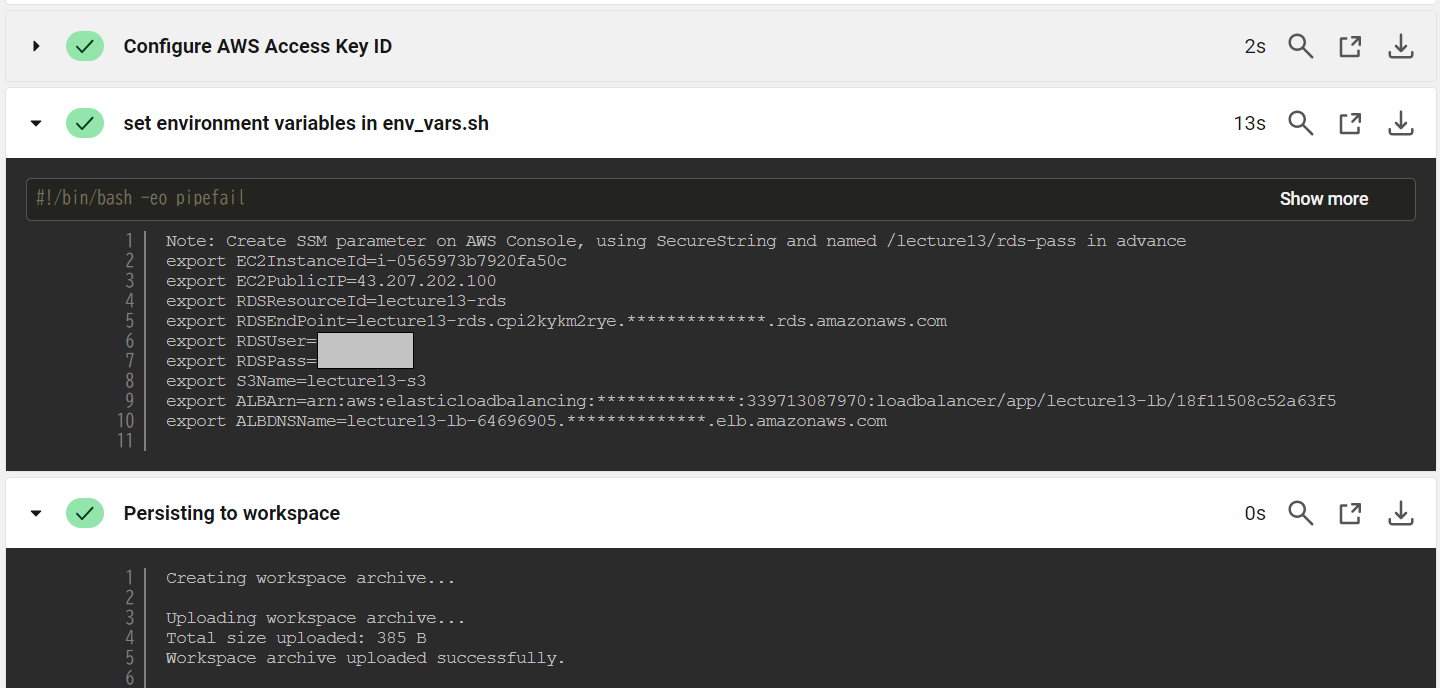 Configure AWS Access Key ID 2s
set environment variables in env_vars.sh 13s
#!/bin/bash -eo pipefail Show more
1 Note: Create SSM parameter on AWS Console, using SecureString and named /lecture13/rds-pass in advance
2 export EC2InstanceId=i-0565973b7920fa50c
3 export EC2PublicIP=43.207.202.100
4 export RDSResourceId=lecture13-rds
5 export RDSEndPoint=lecture13-rds.cpi2kykm2rye.**************.rds.amazonaws.com
6 export RDSUser=
7 export RDSPass=
8 export S3Name=lecture13-s3
9 export ALBArn=arn:aws:elasticloadbalancing:**************:339713087970:loadbalancer/app/lecture13-lb/18f11508c52a63f5
10 export ALBDNSName=lecture13-lb-64696905.**************.elb.amazonaws.com
11
Persisting to workspace 0s
1 Creating workspace archive...
2
3 Uploading workspace archive...
4 Total size uploaded: 385 B
5 Workspace archive uploaded successfully.
6